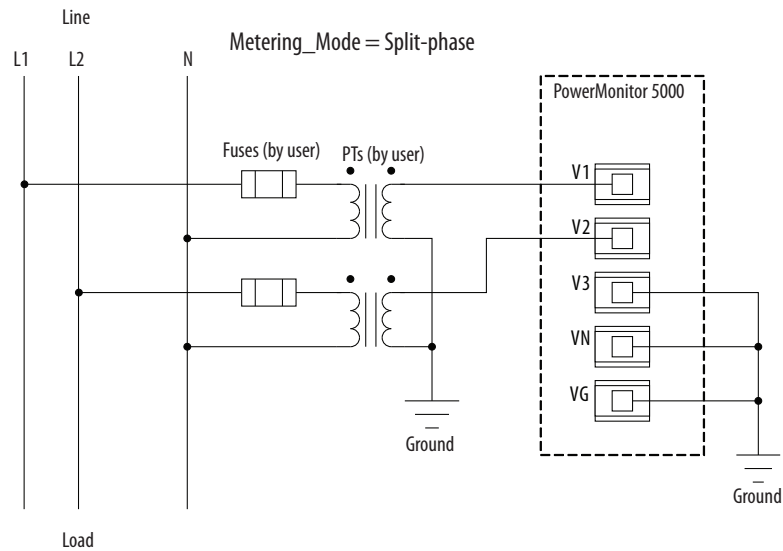 Line
Metering_Mode = Split-phase
L1
L2
N
PowerMonitor 5000
Fuses (by user)
PTs (by user)
V1
V2
V3
VN
VG
Ground
Ground
Load